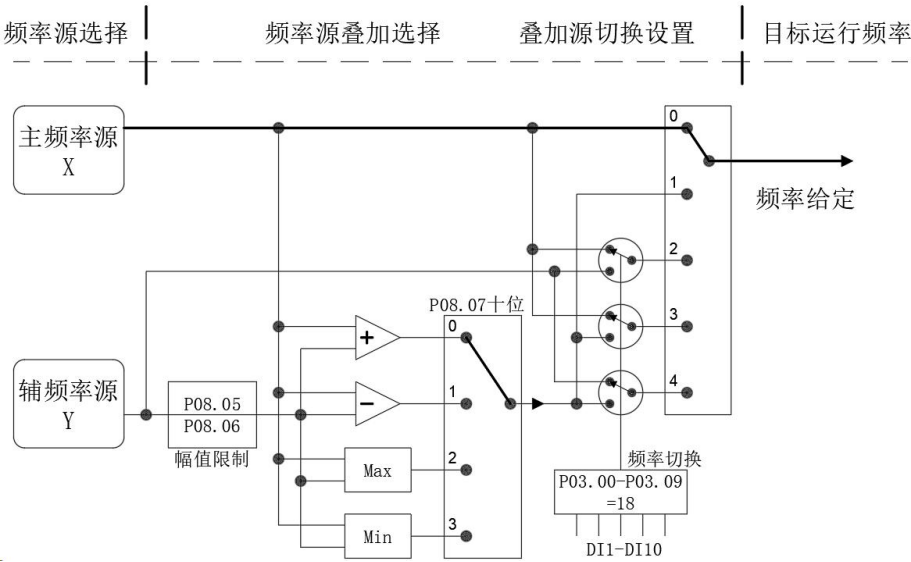 频率源选择
频率源叠加选择
叠加源切换设置
目标运行频率
主频率源
X
0
1
2
3
4
频率给定
P08.07十位
0
1
2
3
+
−
Max
Min
辅频率源
Y
P08.05
P08.06
幅值限制
频率切换
P03.00-P03.09
=18
DI1-DI10